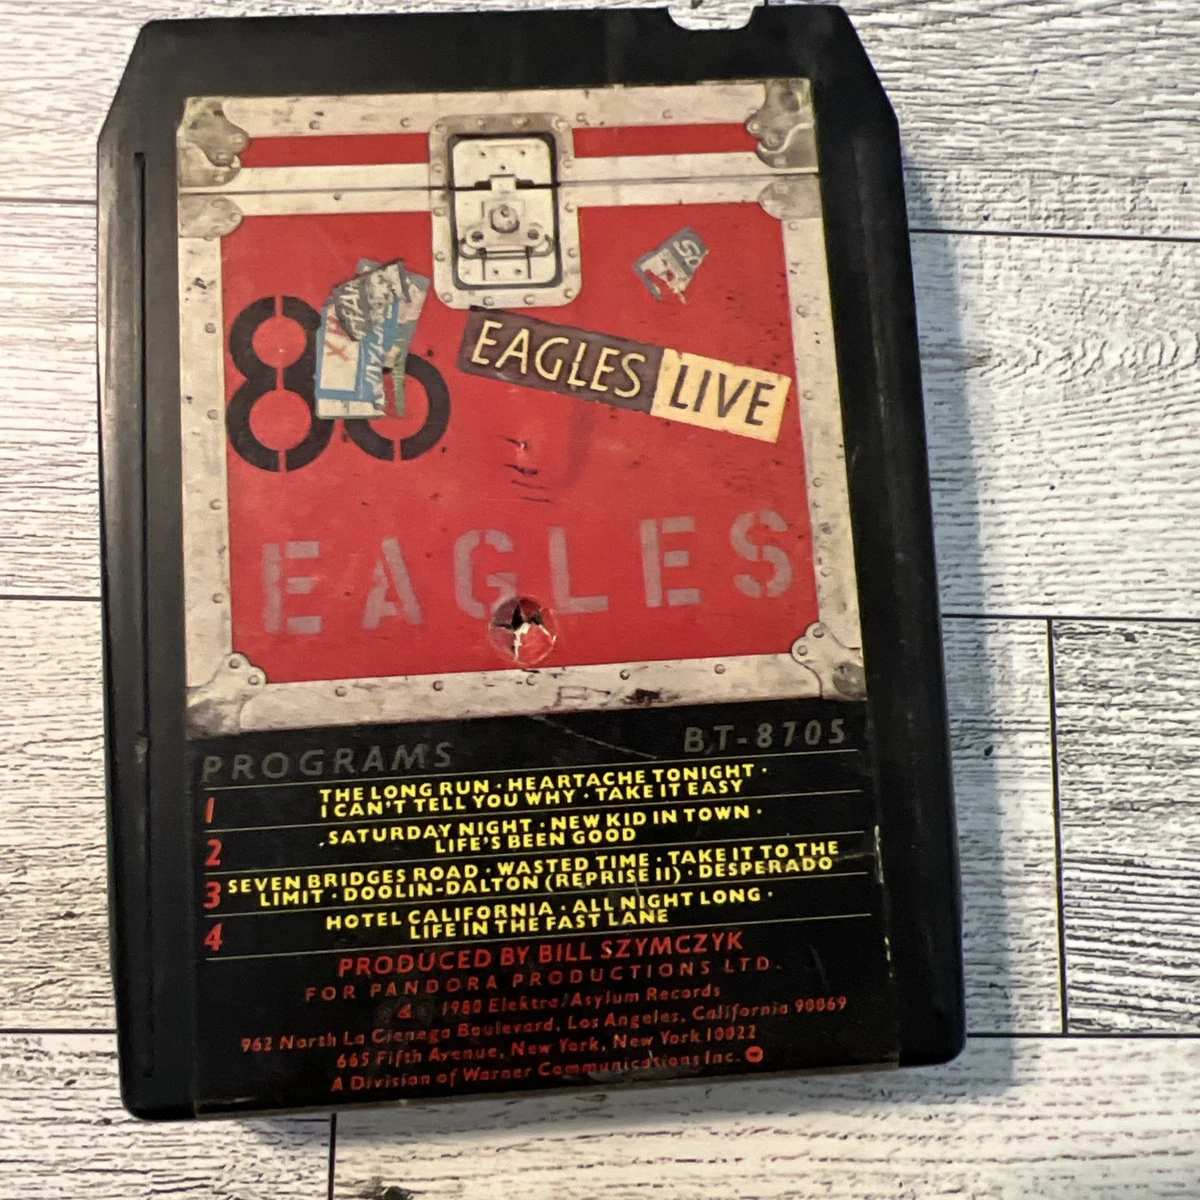 86
EAGLES LIVE
EAGLES
PROGRAMS BT-8705
1 THE LONG RUN · HEARTACHE TONIGHT ·
I CAN'T TELL YOU WHY · TAKE IT EASY
2 SATURDAY NIGHT · NEW KID IN TOWN ·
LIFE'S BEEN GOOD
3 SEVEN BRIDGES ROAD · WASTED TIME · TAKE IT TO THE
LIMIT · DOOLIN-DALTON (REPRISE II) · DESPERADO
4 HOTEL CALIFORNIA · ALL NIGHT LONG ·
LIFE IN THE FAST LANE
PRODUCED BY BILL SZYMCZYK
FOR PANDORA PRODUCTIONS LTD.
& 1980 Elektra/Asylum Records
962 North La Cienega Boulevard, Los Angeles, California 90069
665 Fifth Avenue, New York, New York 10022
A Division of Warner Communications Inc.